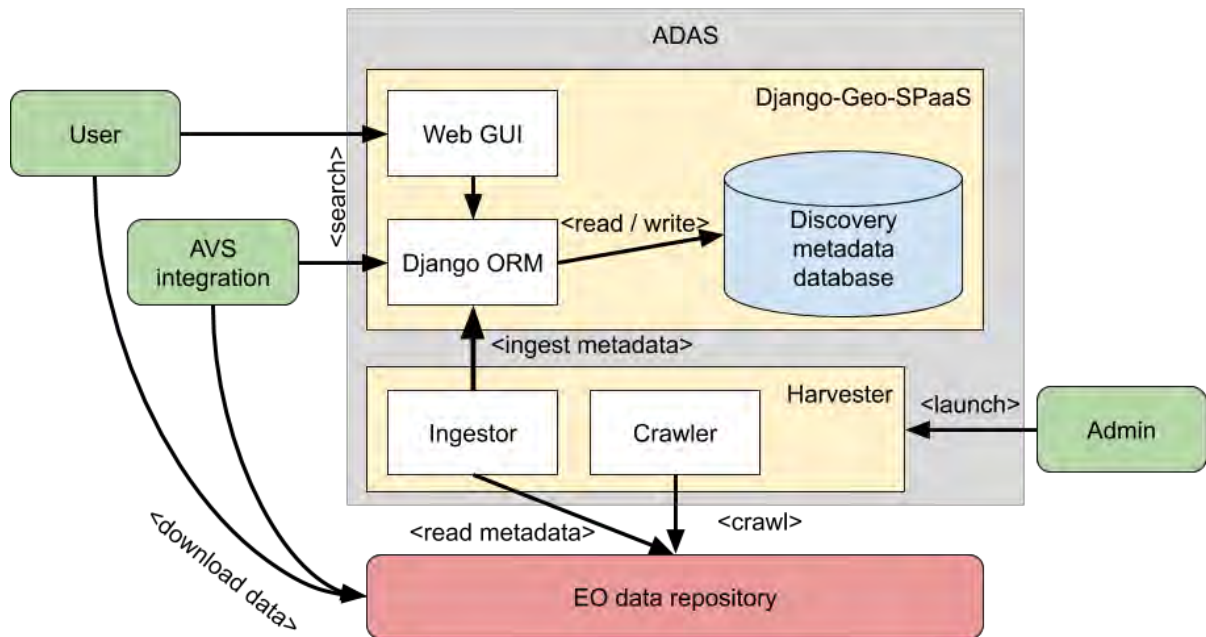 ADAS
Django-Geo-SPaaS
User
Web GUI
<search>
<read / write>
Discovery
metadata
database
AVS
integration
Django ORM
<ingest metadata>
Harvester
<launch>
Ingestor
Crawler
Admin
<read metadata>
<crawl>
<download data>
EO data repository